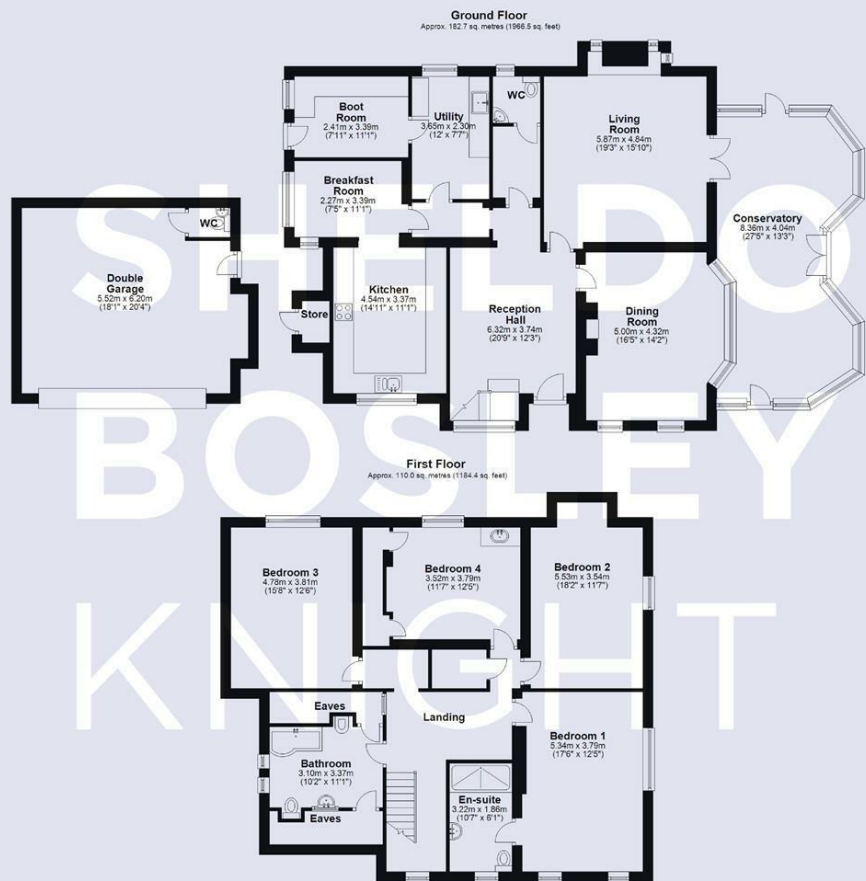 Ground Floor
Approx. 182.7 sq. metres (1966.5 sq. feet)
Boot
Room
2.41m x 3.39m
(7'11" x 11'1")
Utility
3.65m x 2.30m
(12' x 7'7")
WC
Living
Room
5.87m x 4.84m
(19'3" x 15'10")
Breakfast
Room
2.27m x 3.39m
(7'5" x 11'1")
WC
Conservatory
8.36m x 4.04m
(27'5" x 13'3")
Double
Garage
5.52m x 6.20m
(18'1" x 20'4")
Store
Kitchen
4.54m x 3.37m
(14'11" x 11'1")
Reception
Hall
6.32m x 3.74m
(20'9" x 12'3")
Dining
Room
5.00m x 4.32m
(16'5" x 14'2")
First Floor
Approx. 110.0 sq. metres (1184.4 sq. feet)
Bedroom 3
4.78m x 3.81m
(15'8" x 12'6")
Bedroom 4
3.52m x 3.79m
(11'7" x 12'5")
Bedroom 2
5.53m x 3.54m
(18'2" x 11'7")
Eaves
Landing
Bedroom 1
5.34m x 3.79m
(17'6" x 12'5")
Bathroom
3.10m x 3.37m
(10'2" x 11'1")
En-suite
3.22m x 1.86m
(10'7" x 6'1")
Eaves
SHELDO
BOSLEY
KNIGHT